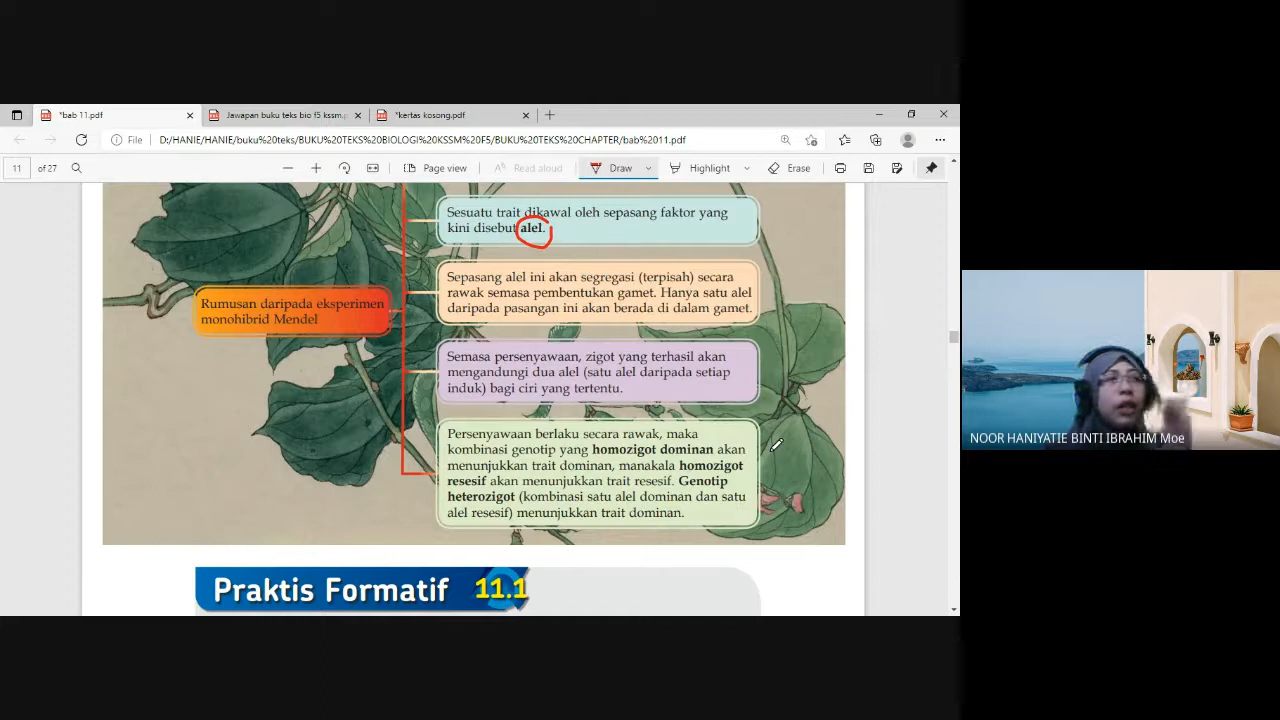 *bab 11.pdf
Jawapan buku teks bio f5 kssm.p
*kertas kosong.pdf
File
D:/HANIE/HANIE/buku%20teks/BUKU%20TEKS%20BIOLOGI%20KSSM%20F5/BUKU%20TEKS%20CHAPTER/bab%2011.pdf
11 of 27
Page view
Read aloud
Draw
Highlight
Erase
Sesuatu trait dikawal oleh sepasang faktor yang
kini disebut alel.
Sepasang alel ini akan segregasi (terpisah) secara
rawak semasa pembentukan gamet. Hanya satu alel
daripada pasangan ini akan berada di dalam gamet.
Rumusan daripada eksperimen
monohibrid Mendel
Semasa persenyawaan, zigot yang terhasil akan
mengandungi dua alel (satu alel daripada setiap
induk) bagi ciri yang tertentu.
Persenyawaan berlaku secara rawak, maka
kombinasi genotip yang homozigot dominan akan
menunjukkan trait dominan, manakala homozigot
resesif akan menunjukkan trait resesif. Genotip
heterozigot (kombinasi satu alel dominan dan satu
alel resesif) menunjukkan trait dominan.
Praktis Formatif 11.1
NOOR HANIYATIE BINTI IBRAHIM Moe